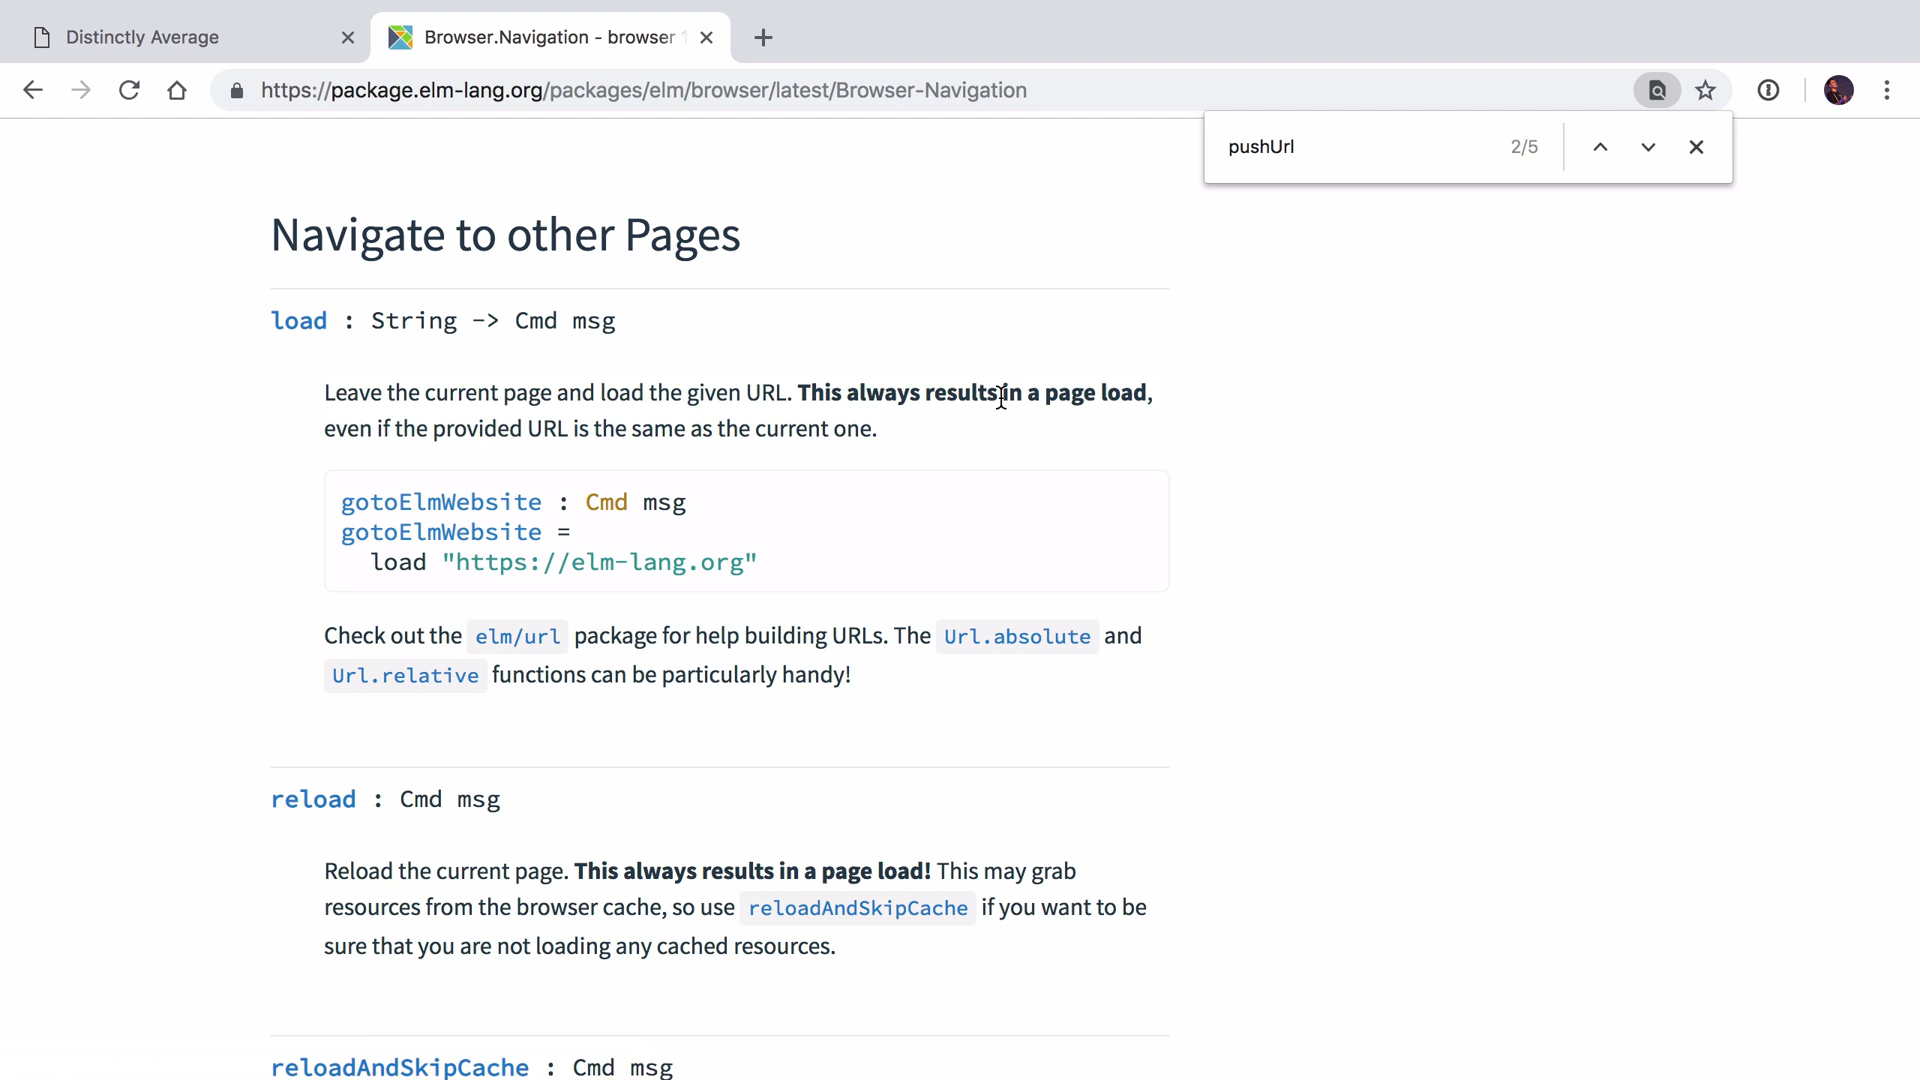 Distinctly Average
Browser.Navigation - browser 1
https://package.elm-lang.org/packages/elm/browser/latest/Browser-Navigation
pushUrl 2/5
Navigate to other Pages
load : String -> Cmd msg
Leave the current page and load the given URL. This always results in a page load,
even if the provided URL is the same as the current one.
gotoElmWebsite : Cmd msg
gotoElmWebsite =
load "https://elm-lang.org"
Check out the elm/url package for help building URLs. The Url.absolute and
Url.relative functions can be particularly handy!
reload : Cmd msg
Reload the current page. This always results in a page load! This may grab
resources from the browser cache, so use reloadAndSkipCache if you want to be
sure that you are not loading any cached resources.
reloadAndSkipCache : Cmd msg